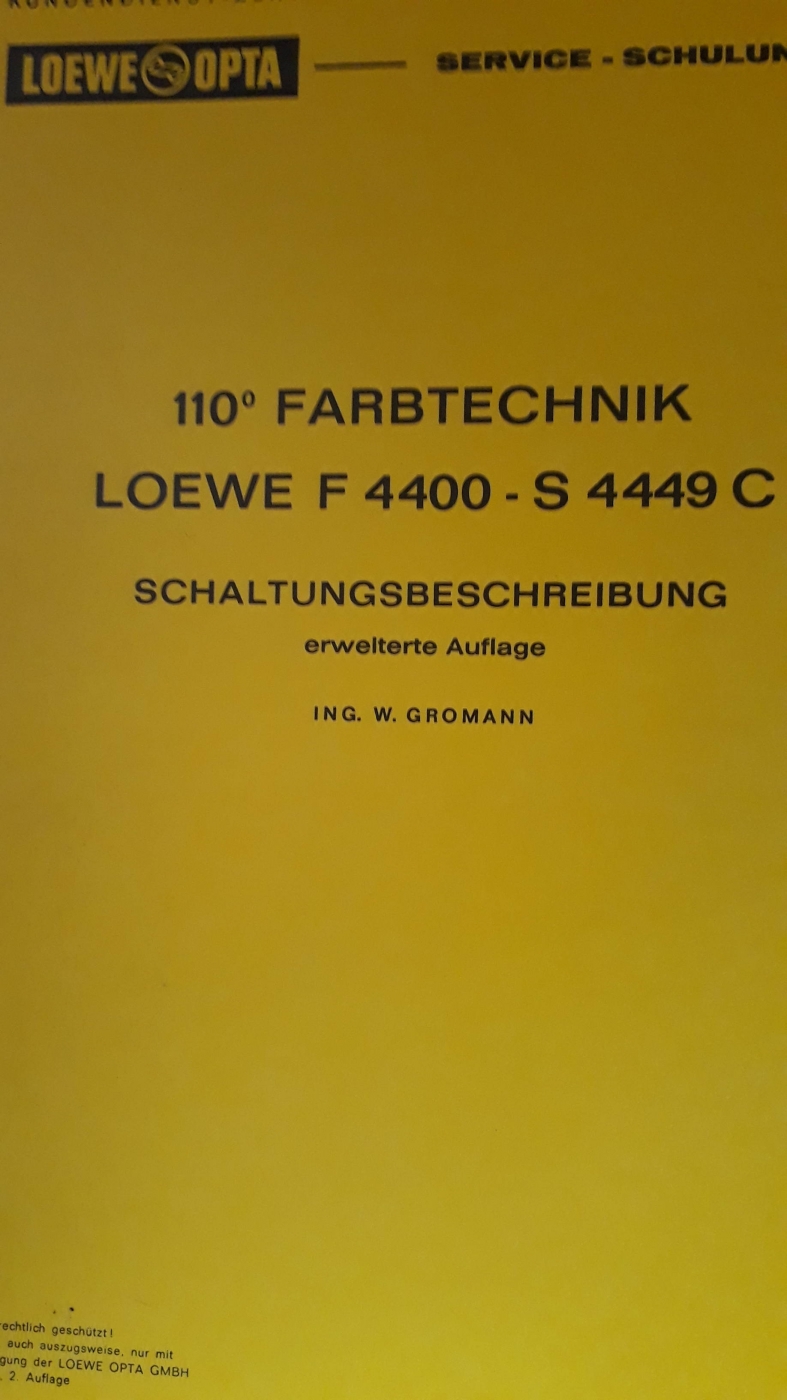 LOEWE OPTA — SERVICE - SCHULUN
110° FARBTECHNIK
LOEWE F 4400 - S 4449 C
SCHALTUNGSBESCHREIBUNG
erweiterte Auflage
ING. W. GROMANN
echtlich geschützt!
auch auszugsweise, nur mit
gung der LOEWE OPTA GMBH
. 2. Auflage